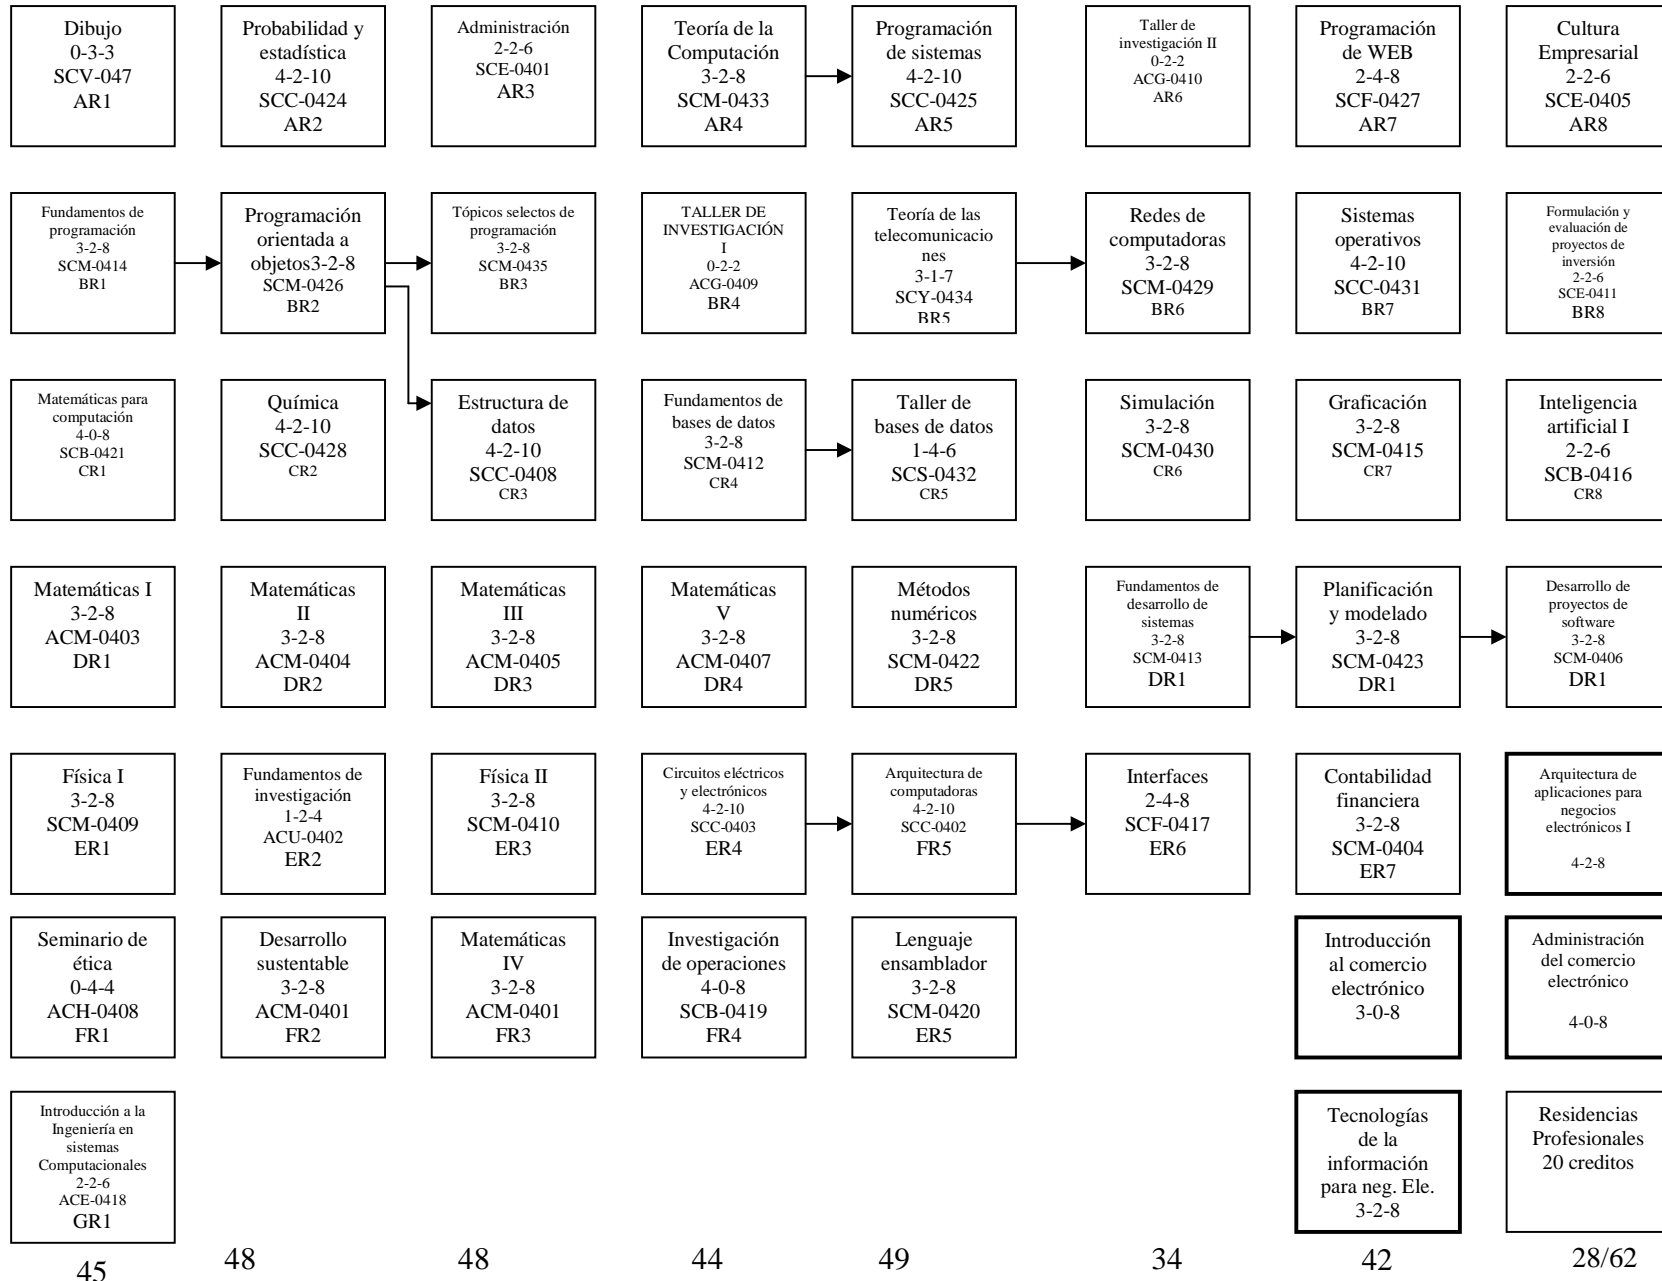 Dibujo
0-3-3
SCV-047
AR1
Probabilidad y
estadística
4-2-10
SCC-0424
AR2
Administración
2-2-6
SCE-0401
AR3
Teoría de la
Computación
3-2-8
SCM-0433
AR4
Programación
de sistemas
4-2-10
SCC-0425
AR5
Taller de
investigación II
0-2-2
ACG-0410
AR6
Programación
de WEB
2-4-8
SCF-0427
AR7
Cultura
Empresarial
2-2-6
SCE-0405
AR8
Fundamentos de
programación
3-2-8
SCM-0414
BR1
Programación
orientada a
objetos3-2-8
SCM-0426
BR2
Tópicos selectos de
programación
3-2-8
SCM-0435
BR3
TALLER DE
INVESTIGACIÓN
I
0-2-2
ACG-0409
BR4
Teoría de las
telecomunicacio
nes
3-1-7
SCY-0434
BR5
Redes de
computadoras
3-2-8
SCM-0429
BR6
Sistemas
operativos
4-2-10
SCC-0431
BR7
Formulación y
evaluación de
proyectos de
inversión
2-2-6
SCE-0411
BR8
Matemáticas para
computación
4-0-8
SCB-0421
CR1
Química
4-2-10
SCC-0428
CR2
Estructura de
datos
4-2-10
SCC-0408
CR3
Fundamentos de
bases de datos
3-2-8
SCM-0412
CR4
Taller de
bases de datos
1-4-6
SCS-0432
CR5
Simulación
3-2-8
SCM-0430
CR6
Graficación
3-2-8
SCM-0415
CR7
Inteligencia
artificial I
2-2-6
SCB-0416
CR8
Matemáticas I
3-2-8
ACM-0403
DR1
Matemáticas
II
3-2-8
ACM-0404
DR2
Matemáticas
III
3-2-8
ACM-0405
DR3
Matemáticas
V
3-2-8
ACM-0407
DR4
Métodos
numéricos
3-2-8
SCM-0422
DR5
Fundamentos de
desarrollo de
sistemas
3-2-8
SCM-0413
DR1
Planificación
y modelado
3-2-8
SCM-0423
DR1
Desarrollo de
proyectos de
software
3-2-8
SCM-0406
DR1
Física I
3-2-8
SCM-0409
ER1
Fundamentos de
investigación
1-2-4
ACU-0402
ER2
Física II
3-2-8
SCM-0410
ER3
Circuitos eléctricos
y electrónicos
4-2-10
SCC-0403
ER4
Arquitectura de
computadoras
4-2-10
SCC-0402
FR5
Interfaces
2-4-8
SCF-0417
ER6
Contabilidad
financiera
3-2-8
SCM-0404
ER7
Arquitectura de
aplicaciones para
negocios
electrónicos I
4-2-8
Seminario de
ética
0-4-4
ACH-0408
FR1
Desarrollo
sustentable
3-2-8
ACM-0401
FR2
Matemáticas
IV
3-2-8
ACM-0401
FR3
Investigación
de operaciones
4-0-8
SCB-0419
FR4
Lenguaje
ensamblador
3-2-8
SCM-0420
ER5
Introducción
al comercio
electrónico
3-0-8
Administración
del comercio
electrónico
4-0-8
Introducción a la
Ingeniería en
sistemas
Computacionales
2-2-6
ACE-0418
GR1
Tecnologías
de la
información
para neg. Ele.
3-2-8
Residencias
Profesionales
20 creditos
45
48
48
44
49
34
42
28/62